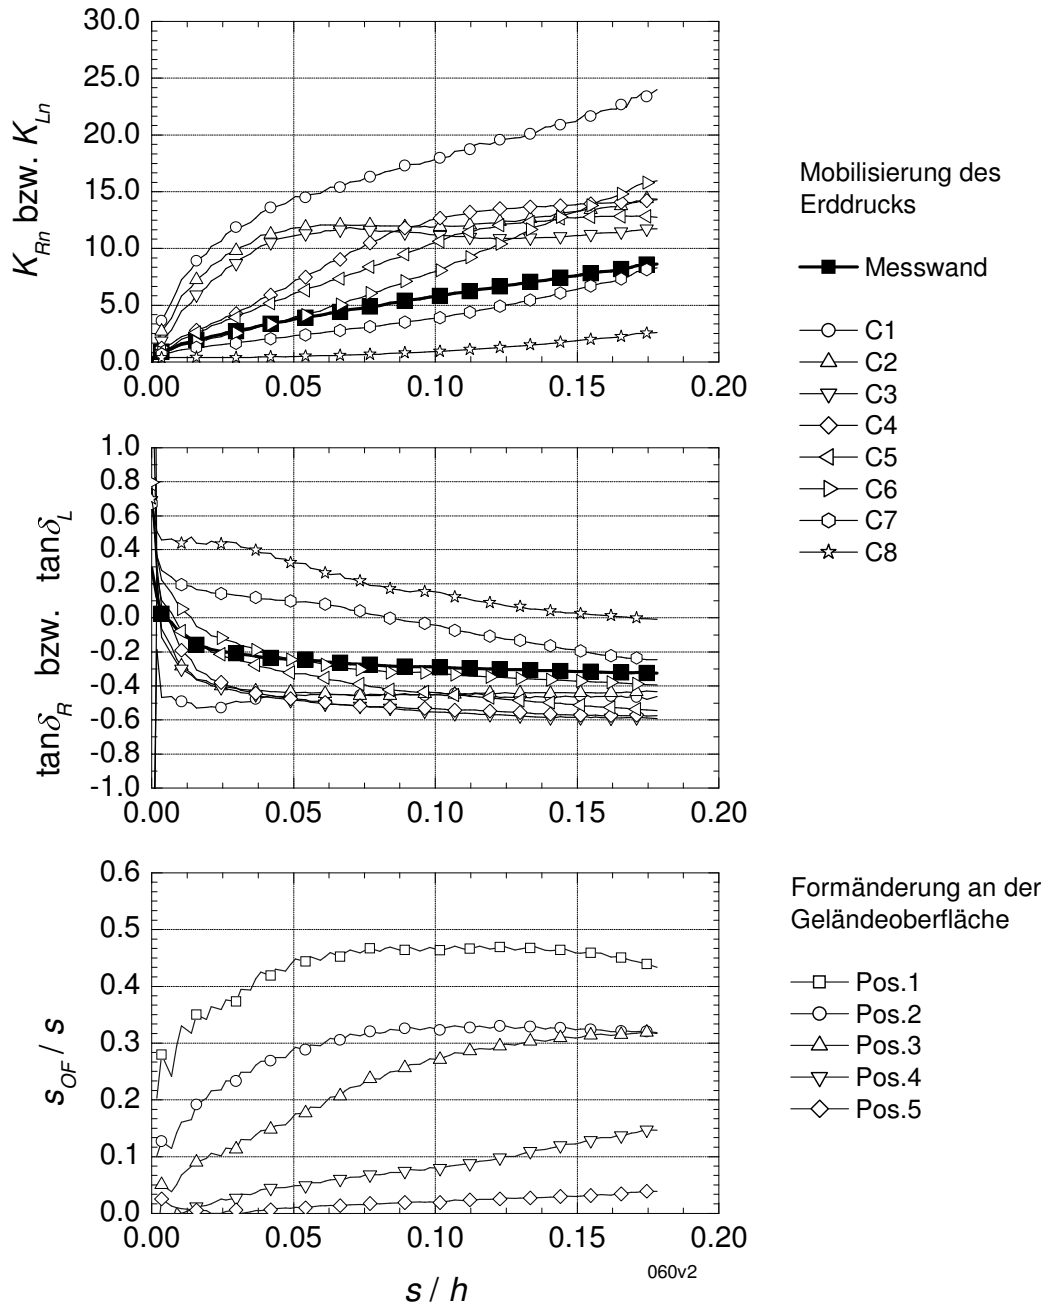 30.0
25.0
20.0
15.0
10.0
5.0
0.0
0.00 0.05 0.10 0.15 0.20
K_Rn bzw. K_Ln
Mobilisierung des
Erddrucks
Messwand
C1
C2
C3
C4
C5
C6
C7
C8
1.0
0.8
0.6
0.4
0.2
0.0
-0.2
-0.4
-0.6
-0.8
-1.0
0.00 0.05 0.10 0.15 0.20
tanδ_R bzw. tanδ_L
0.6
0.5
0.4
0.3
0.2
0.1
0.0
0.00 0.05 0.10 0.15 0.20
s_OF / s
Formänderung an der
Geländeoberfläche
Pos.1
Pos.2
Pos.3
Pos.4
Pos.5
s / h
060v2